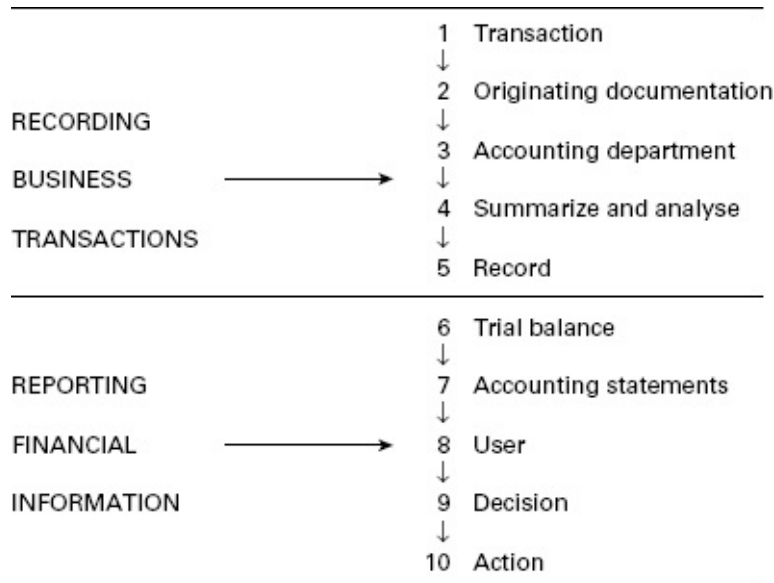 1 Transaction
↓
2 Originating documentation
RECORDING
↓
3 Accounting department
BUSINESS
↓
4 Summarize and analyse
TRANSACTIONS
↓
5 Record
6 Trial balance
↓
REPORTING
7 Accounting statements
↓
FINANCIAL
8 User
↓
INFORMATION
9 Decision
↓
10 Action